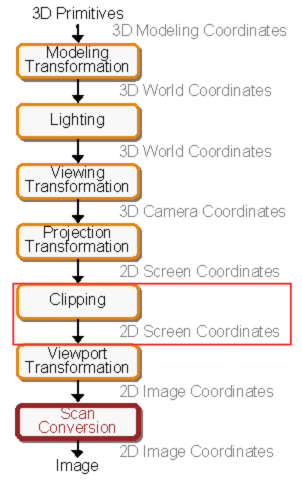 3D Primitives
3D Modeling Coordinates
Modeling
Transformation
3D World Coordinates
Lighting
3D World Coordinates
Viewing
Transformation
3D Camera Coordinates
Projection
Transformation
2D Screen Coordinates
Clipping
2D Screen Coordinates
Viewport
Transformation
2D Image Coordinates
Scan
Conversion
2D Image Coordinates
Image